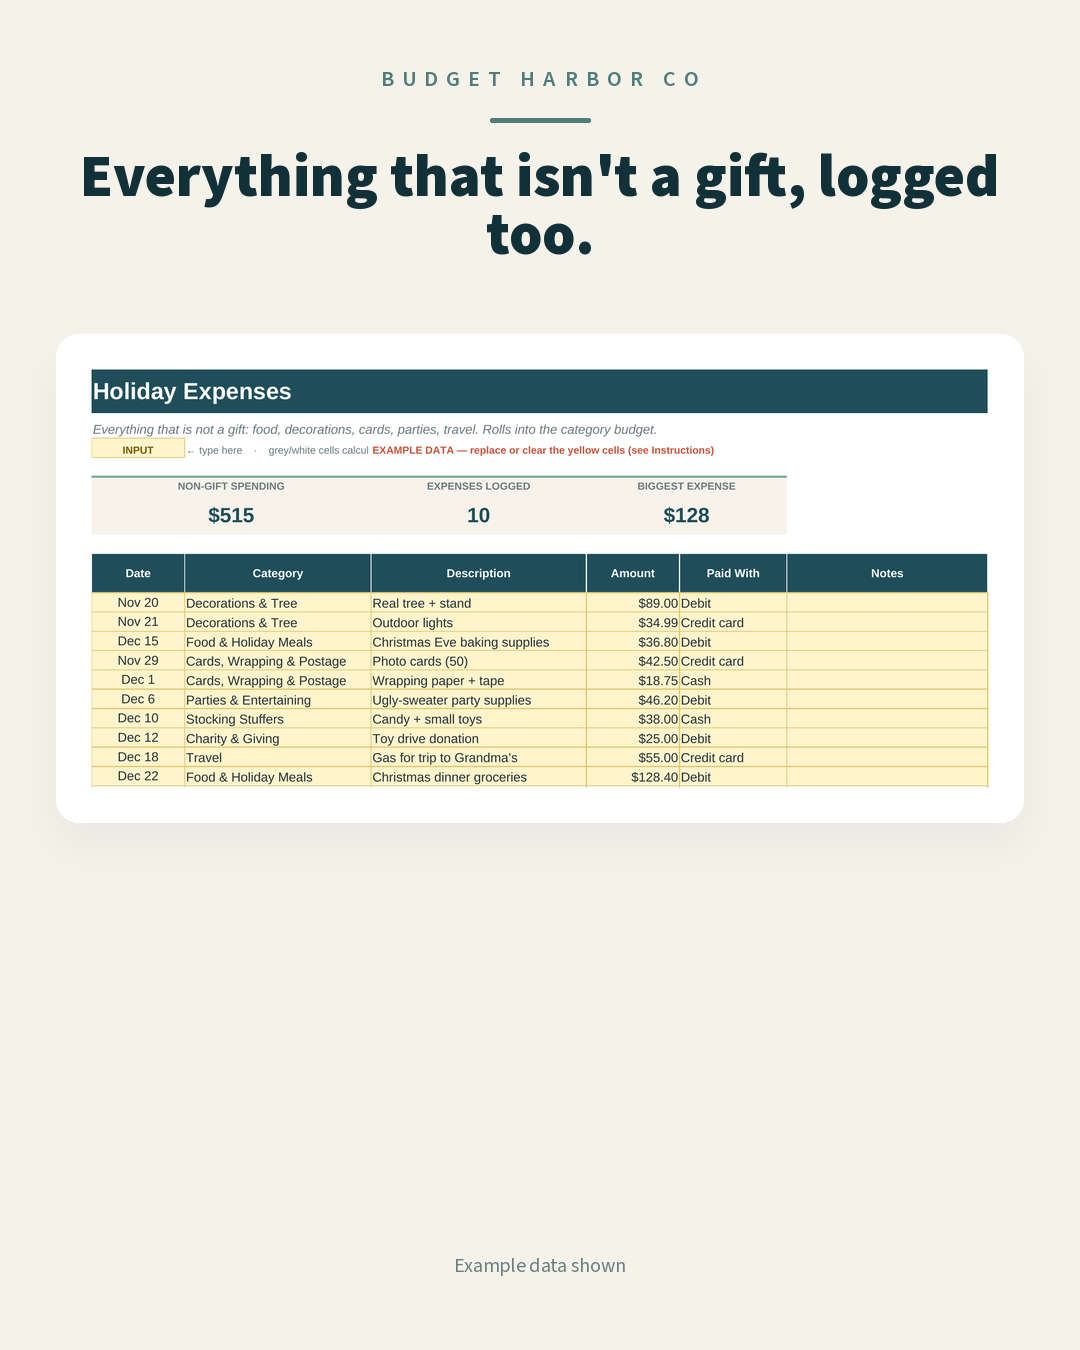 BUDGET HARBOR CO
Everything that isn't a gift, logged
too.
Holiday Expenses
Everything that is not a gift: food, decorations, cards, parties, travel. Rolls into the category budget.
INPUT ← type here · grey/white cells calcul EXAMPLE DATA — replace or clear the yellow cells (see Instructions)
NON-GIFT SPENDING EXPENSES LOGGED BIGGEST EXPENSE
$515 10 $128
Date Category Description Amount Paid With Notes
Nov 20 Decorations & Tree Real tree + stand $89.00 Debit
Nov 21 Decorations & Tree Outdoor lights $34.99 Credit card
Dec 15 Food & Holiday Meals Christmas Eve baking supplies $36.80 Debit
Nov 29 Cards, Wrapping & Postage Photo cards (50) $42.50 Credit card
Dec 1 Cards, Wrapping & Postage Wrapping paper + tape $18.75 Cash
Dec 6 Parties & Entertaining Ugly-sweater party supplies $46.20 Debit
Dec 10 Stocking Stuffers Candy + small toys $38.00 Cash
Dec 12 Charity & Giving Toy drive donation $25.00 Debit
Dec 18 Travel Gas for trip to Grandma’s $55.00 Credit card
Dec 22 Food & Holiday Meals Christmas dinner groceries $128.40 Debit
Example data shown